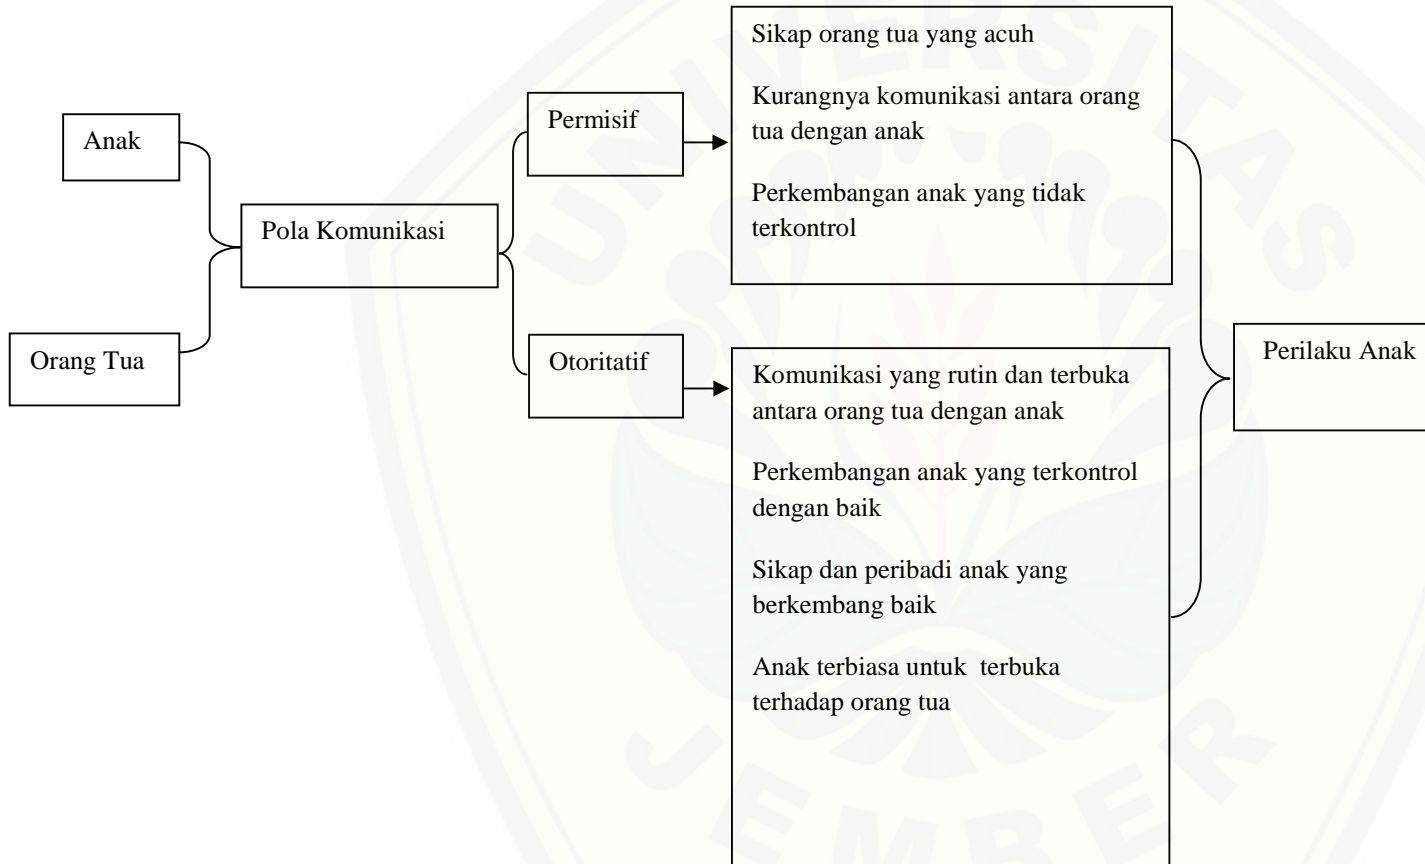 Anak
Orang Tua
Pola Komunikasi
Permisif
Otoritatif
Sikap orang tua yang acuh
Kurangnya komunikasi antara orang
tua dengan anak
Perkembangan anak yang tidak
terkontrol
Komunikasi yang rutin dan terbuka
antara orang tua dengan anak
Perkembangan anak yang terkontrol
dengan baik
Sikap dan peribadi anak yang
berkembang baik
Anak terbiasa untuk  terbuka
terhadap orang tua
Perilaku Anak
UNIVERSITAS
JEMBER